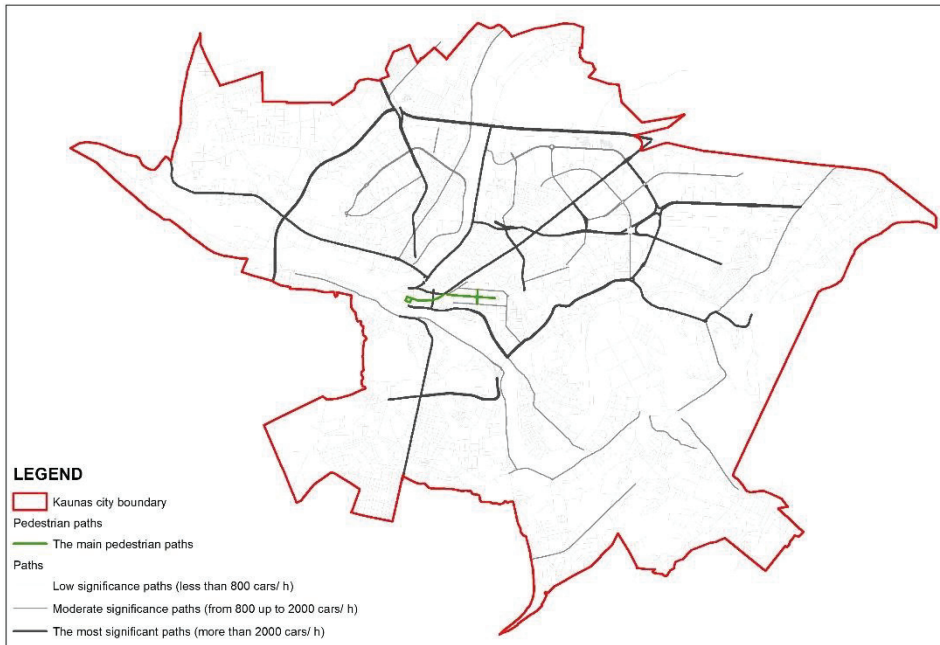 LEGEND
Kaunas city boundary
Pedestrian paths
The main pedestrian paths
Paths
Low significance paths (less than 800 cars/ h)
Moderate significance paths (from 800 up to 2000 cars/ h)
The most significant paths (more than 2000 cars/ h)